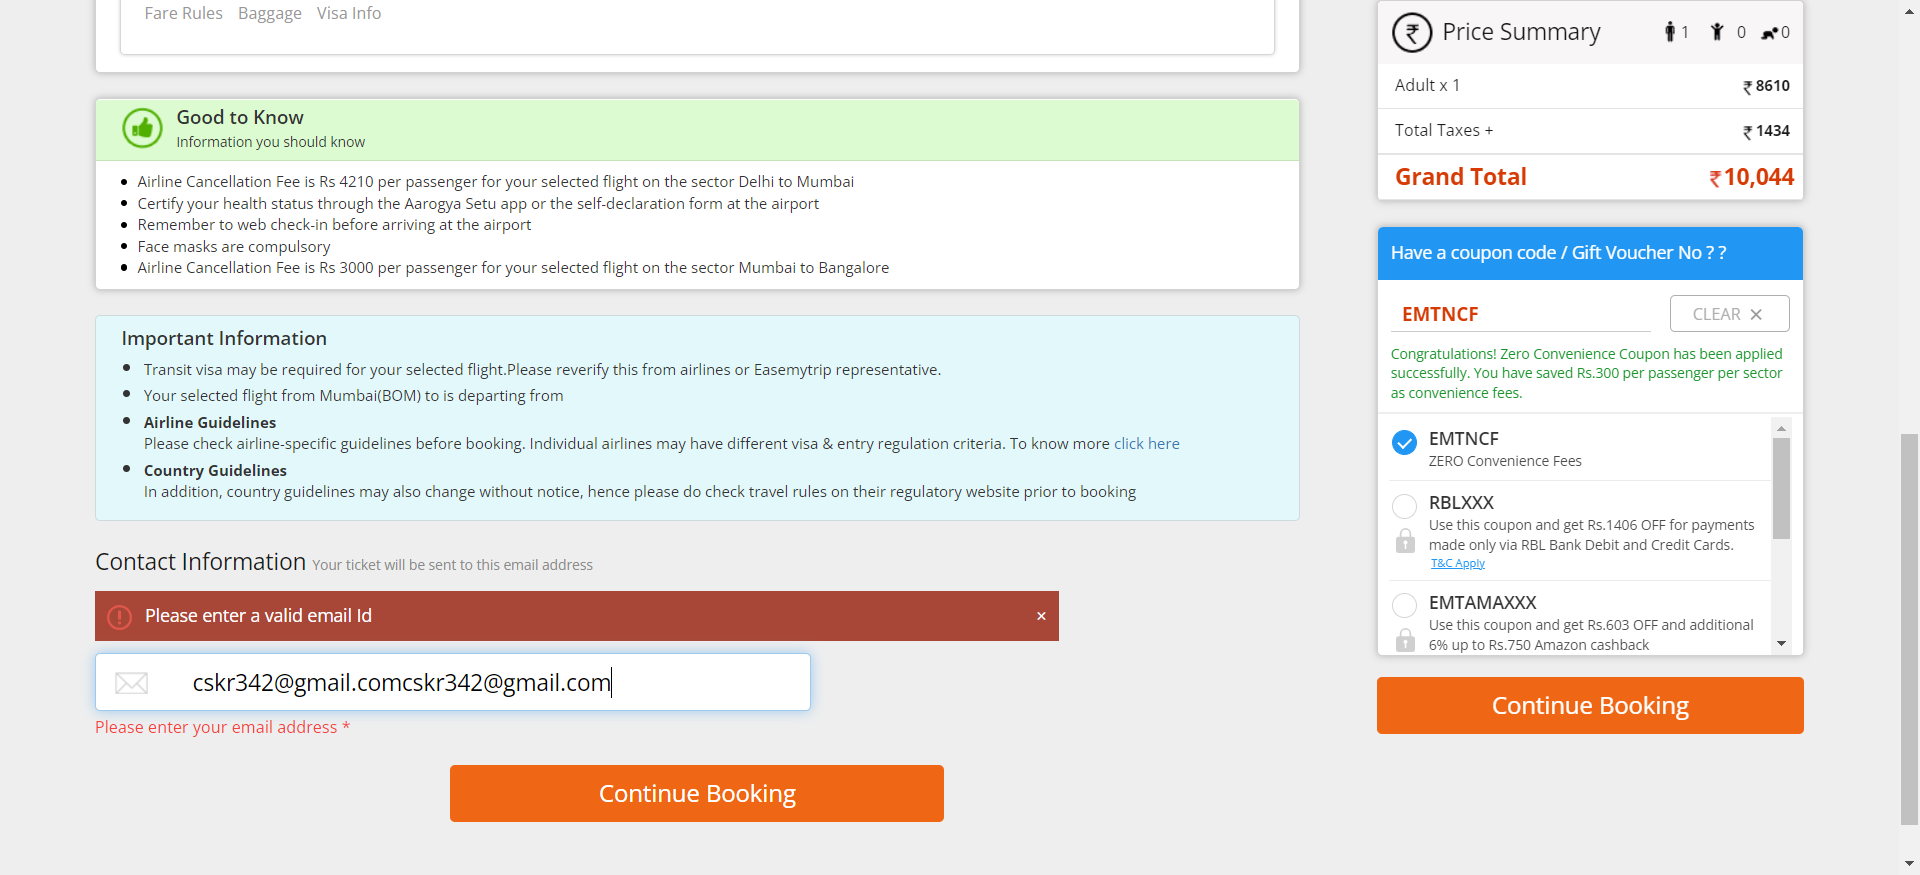 Fare Rules Baggage Visa Info
Good to Know
Information you should know
Airline Cancellation Fee is Rs 4210 per passenger for your selected flight on the sector Delhi to Mumbai
Certify your health status through the Aarogya Setu app or the self-declaration form at the airport
Remember to web check-in before arriving at the airport
Face masks are compulsory
Airline Cancellation Fee is Rs 3000 per passenger for your selected flight on the sector Mumbai to Bangalore
Important Information
Transit visa may be required for your selected flight.Please reverify this from airlines or Easemytrip representative.
Your selected flight from Mumbai(BOM) to is departing from
Airline Guidelines
Please check airline-specific guidelines before booking. Individual airlines may have different visa & entry regulation criteria. To know more click here
Country Guidelines
In addition, country guidelines may also change without notice, hence please do check travel rules on their regulatory website prior to booking
Contact Information Your ticket will be sent to this email address
Please enter a valid email Id ×
cskr342@gmail.comcskr342@gmail.com
Please enter your email address *
Continue Booking
₹ Price Summary 1 0 0
Adult x 1 ₹ 8610
Total Taxes + ₹ 1434
Grand Total ₹10,044
Have a coupon code / Gift Voucher No ? ?
EMTNCF CLEAR ✕
Congratulations! Zero Convenience Coupon has been applied
successfully. You have saved Rs.300 per passenger per sector
as convenience fees.
EMTNCF
ZERO Convenience Fees
RBLXXX
Use this coupon and get Rs.1406 OFF for payments
made only via RBL Bank Debit and Credit Cards.
T&C Apply
EMTAMAXXX
Use this coupon and get Rs.603 OFF and additional
6% up to Rs.750 Amazon cashback
Continue Booking